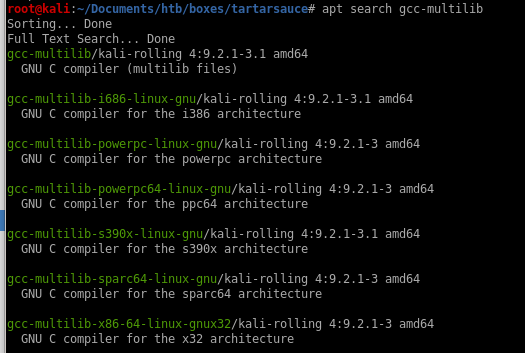 root@kali:~/Documents/htb/boxes/tartarsauce# apt search gcc-multilib
Sorting... Done
Full Text Search... Done
gcc-multilib/kali-rolling 4:9.2.1-3.1 amd64
  GNU C compiler (multilib files)

gcc-multilib-i686-linux-gnu/kali-rolling 4:9.2.1-3.1 amd64
  GNU C compiler for the i386 architecture

gcc-multilib-powerpc-linux-gnu/kali-rolling 4:9.2.1-3 amd64
  GNU C compiler for the powerpc architecture

gcc-multilib-powerpc64-linux-gnu/kali-rolling 4:9.2.1-3 amd64
  GNU C compiler for the ppc64 architecture

gcc-multilib-s390x-linux-gnu/kali-rolling 4:9.2.1-3.1 amd64
  GNU C compiler for the s390x architecture

gcc-multilib-sparc64-linux-gnu/kali-rolling 4:9.2.1-3 amd64
  GNU C compiler for the sparc64 architecture

gcc-multilib-x86-64-linux-gnux32/kali-rolling 4:9.2.1-3 amd64
  GNU C compiler for the x32 architecture